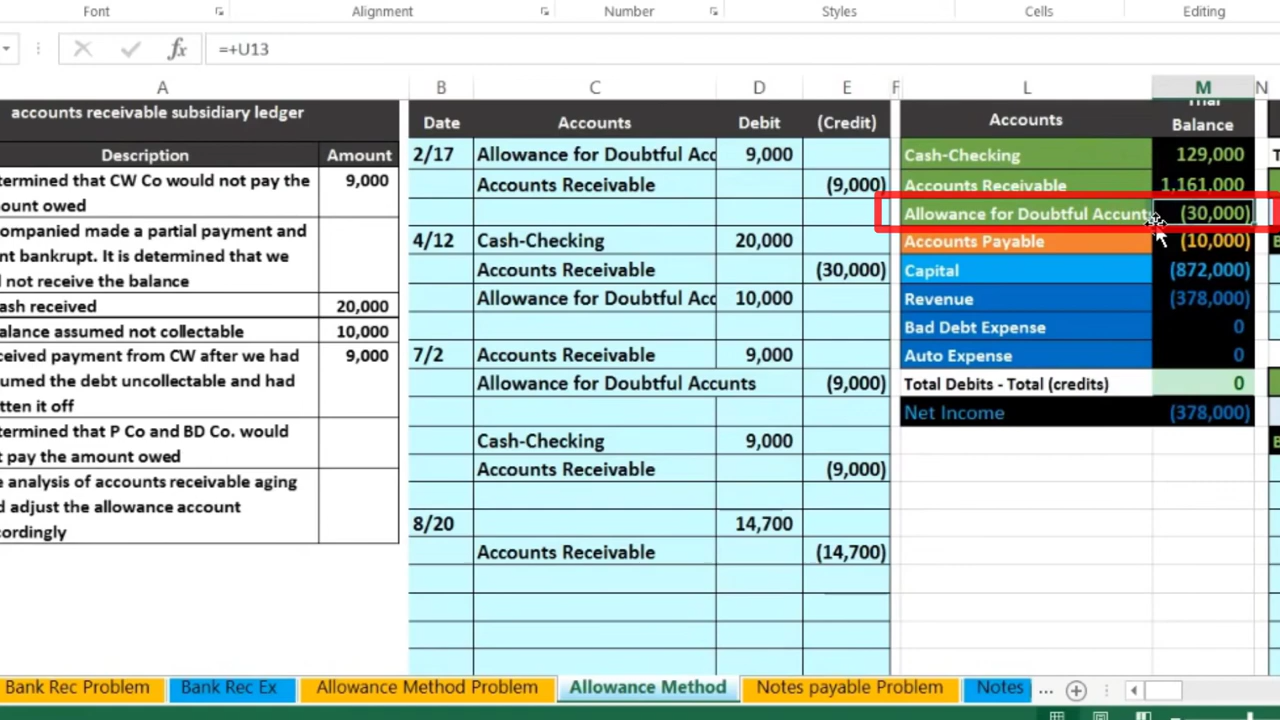 Font Alignment Number Styles Cells Editing
fx =+U13
A B C D E F L M N
accounts receivable subsidiary ledger
Description Amount
termined that CW Co would not pay the 9,000
ount owed
ompanied made a partial payment and
nt bankrupt. It is determined that we
d not receive the balance
ash received 20,000
alance assumed not collectable 10,000
ceived payment from CW after we had 9,000
sumed the debt uncollectable and had
tten it off
termined that P Co and BD Co. would
t pay the amount owed
e analysis of accounts receivable aging
d adjust the allowance account
cordingly
Date Accounts Debit (Credit)
2/17 Allowance for Doubtful Acc 9,000
Accounts Receivable (9,000)
4/12 Cash-Checking 20,000
Accounts Receivable (30,000)
Allowance for Doubtful Acc 10,000
7/2 Accounts Receivable 9,000
Allowance for Doubtful Accunts (9,000)
Cash-Checking 9,000
Accounts Receivable (9,000)
8/20 14,700
Accounts Receivable (14,700)
Accounts Trial
Balance
Cash-Checking 129,000
Accounts Receivable 1,161,000
Allowance for Doubtful Accunt (30,000)
Accounts Payable (10,000)
Capital (872,000)
Revenue (378,000)
Bad Debt Expense 0
Auto Expense 0
Total Debits - Total (credits) 0
Net Income (378,000)
Bank Rec Problem Bank Rec Ex Allowance Method Problem Allowance Method Notes payable Problem Notes ...